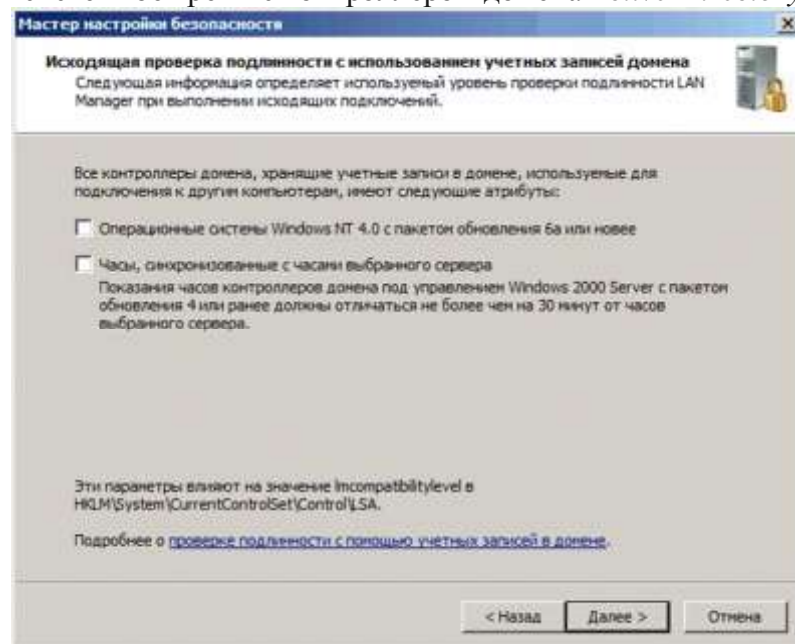 Мастер настройки безопасности
Исходящая проверка подлинности с использованием учетных записей домена
Следующая информация определяет используемый уровень проверки подлинности LAN
Manager при выполнении исходящих подключений.
Все контроллеры домена, хранящие учетные записи в домене, используемые для
подключения к другим компьютерам, имеют следующие атрибуты:
Операционные системы Windows NT 4.0 с пакетом обновления 6a или новее
Часы, синхронизованные с часами выбранного сервера
Показания часов контроллеров домена под управлением Windows 2000 Server с пакетом
обновления 4 или ранее должны отличаться не более чем на 30 минут от часов
выбранного сервера.
Эти параметры влияют на значение lmcompatibilitylevel в
HKLM\System\CurrentControlSet\Control\LSA.
Подробнее о проверке подлинности с помощью учетных записей в домене.
< Назад Далее > Отмена